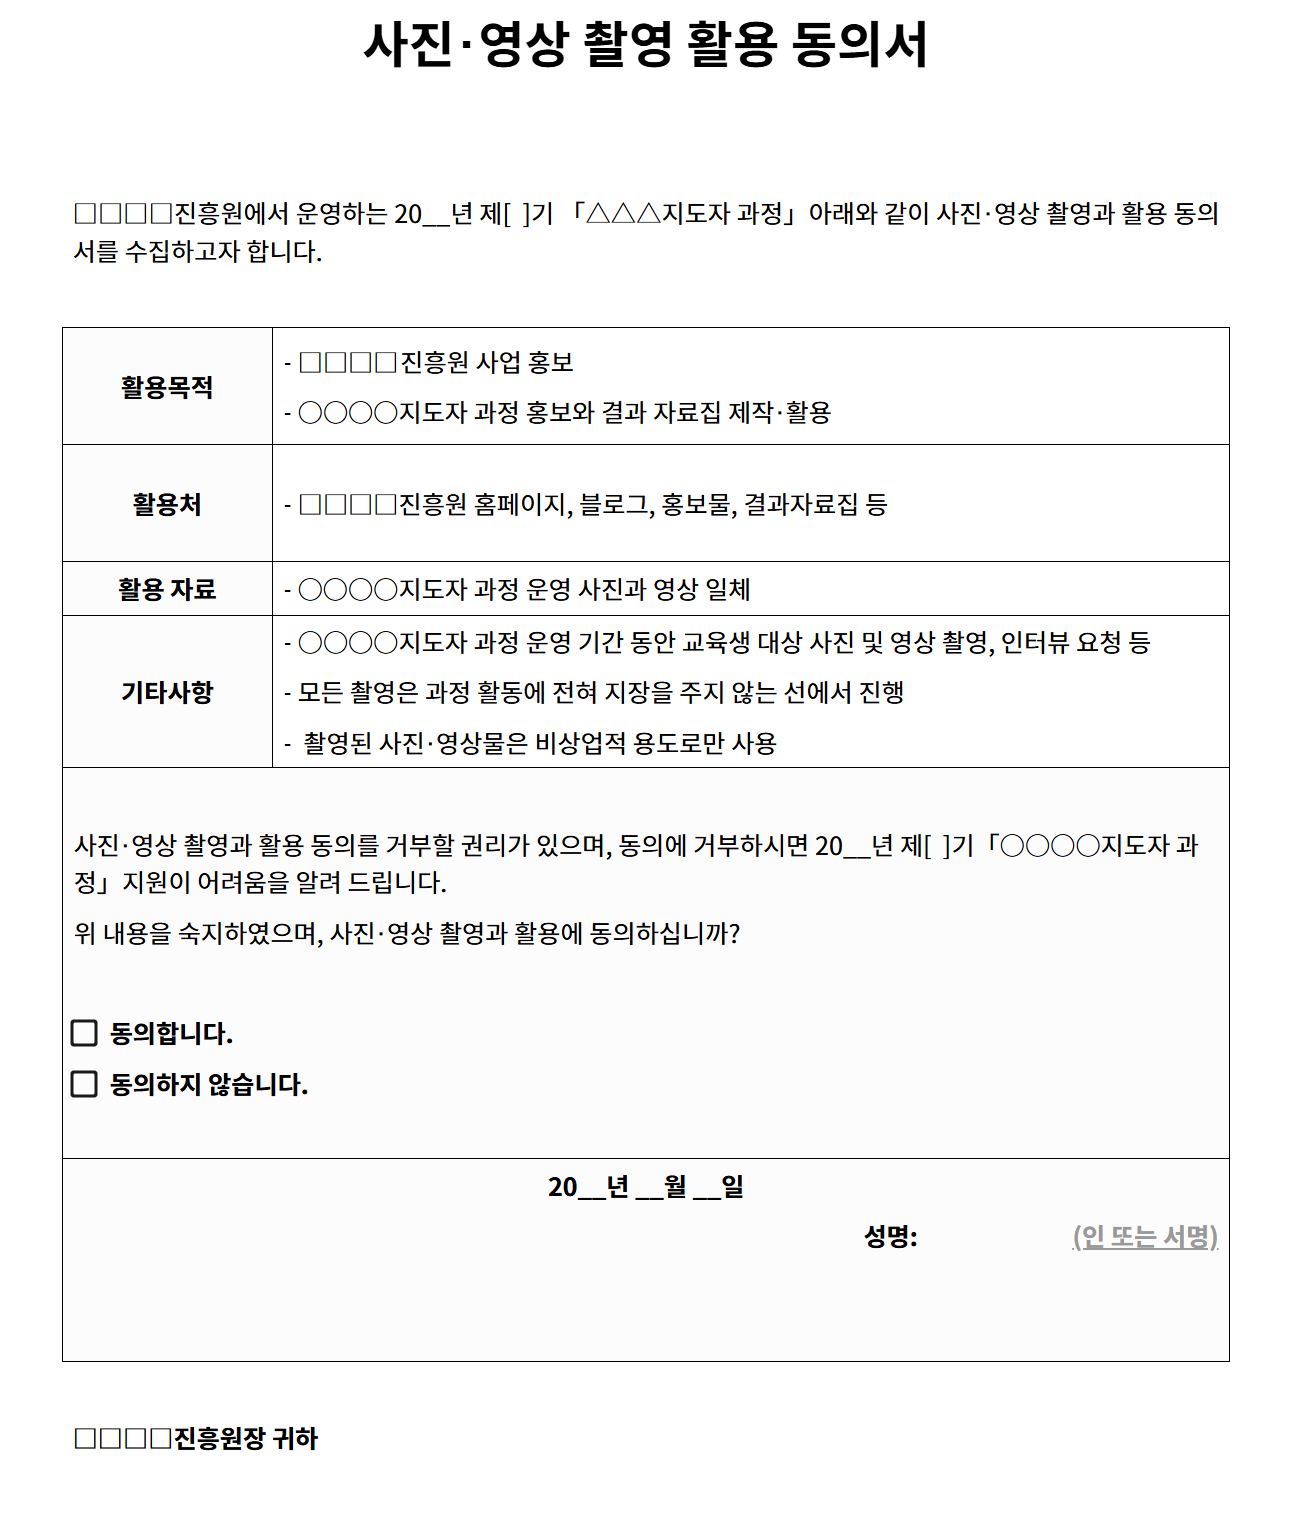 사진·영상 촬영 활용 동의서
□□□□진흥원에서 운영하는 20__년 제[ ]기 「△△△지도자 과정」 아래와 같이 사진·영상 촬영과 활용 동의
서를 수집하고자 합니다.
활용목적
- □□□□진흥원 사업 홍보
- ○○○○지도자 과정 홍보와 결과 자료집 제작·활용
활용처
- □□□□진흥원 홈페이지, 블로그, 홍보물, 결과자료집 등
활용 자료
- ○○○○지도자 과정 운영 사진과 영상 일체
기타사항
- ○○○○지도자 과정 운영 기간 동안 교육생 대상 사진 및 영상 촬영, 인터뷰 요청 등
- 모든 촬영은 과정 활동에 전혀 지장을 주지 않는 선에서 진행
- 촬영된 사진·영상물은 비상업적 용도로만 사용
사진·영상 촬영과 활용 동의를 거부할 권리가 있으며, 동의에 거부하시면 20__년 제[ ]기「○○○○지도자 과
정」지원이 어려움을 알려 드립니다.
위 내용을 숙지하였으며, 사진·영상 촬영과 활용에 동의하십니까?
□ 동의합니다.
□ 동의하지 않습니다.
20__년 __월 __일
성명: (인 또는 서명)
□□□□진흥원장 귀하